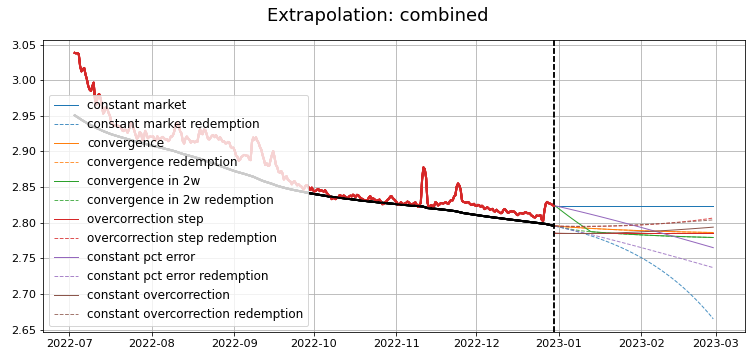 Extrapolation: combined
3.05
3.00
2.95
2.90
2.85
2.80
2.75
2.70
2.65
constant market
constant market redemption
convergence
convergence redemption
convergence in 2w
convergence in 2w redemption
overcorrection step
overcorrection step redemption
constant pct error
constant pct error redemption
constant overcorrection
constant overcorrection redemption
2022-07 2022-08 2022-09 2022-10 2022-11 2022-12 2023-01 2023-02 2023-03